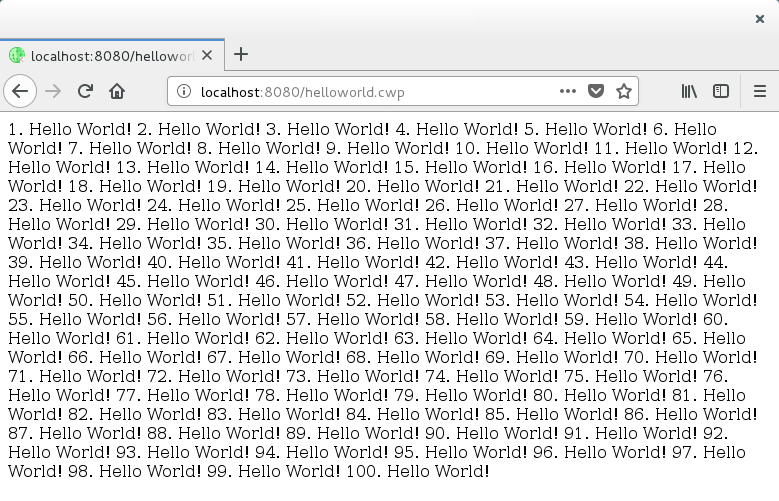 localhost:8080/hellowor
localhost:8080/helloworld.cwp
1. Hello World! 2. Hello World! 3. Hello World! 4. Hello World! 5. Hello World! 6. Hello
World! 7. Hello World! 8. Hello World! 9. Hello World! 10. Hello World! 11. Hello World! 12.
Hello World! 13. Hello World! 14. Hello World! 15. Hello World! 16. Hello World! 17. Hello
World! 18. Hello World! 19. Hello World! 20. Hello World! 21. Hello World! 22. Hello World!
23. Hello World! 24. Hello World! 25. Hello World! 26. Hello World! 27. Hello World! 28.
Hello World! 29. Hello World! 30. Hello World! 31. Hello World! 32. Hello World! 33. Hello
World! 34. Hello World! 35. Hello World! 36. Hello World! 37. Hello World! 38. Hello World!
39. Hello World! 40. Hello World! 41. Hello World! 42. Hello World! 43. Hello World! 44.
Hello World! 45. Hello World! 46. Hello World! 47. Hello World! 48. Hello World! 49. Hello
World! 50. Hello World! 51. Hello World! 52. Hello World! 53. Hello World! 54. Hello World!
55. Hello World! 56. Hello World! 57. Hello World! 58. Hello World! 59. Hello World! 60.
Hello World! 61. Hello World! 62. Hello World! 63. Hello World! 64. Hello World! 65. Hello
World! 66. Hello World! 67. Hello World! 68. Hello World! 69. Hello World! 70. Hello World!
71. Hello World! 72. Hello World! 73. Hello World! 74. Hello World! 75. Hello World! 76.
Hello World! 77. Hello World! 78. Hello World! 79. Hello World! 80. Hello World! 81. Hello
World! 82. Hello World! 83. Hello World! 84. Hello World! 85. Hello World! 86. Hello World!
87. Hello World! 88. Hello World! 89. Hello World! 90. Hello World! 91. Hello World! 92.
Hello World! 93. Hello World! 94. Hello World! 95. Hello World! 96. Hello World! 97. Hello
World! 98. Hello World! 99. Hello World! 100. Hello World!